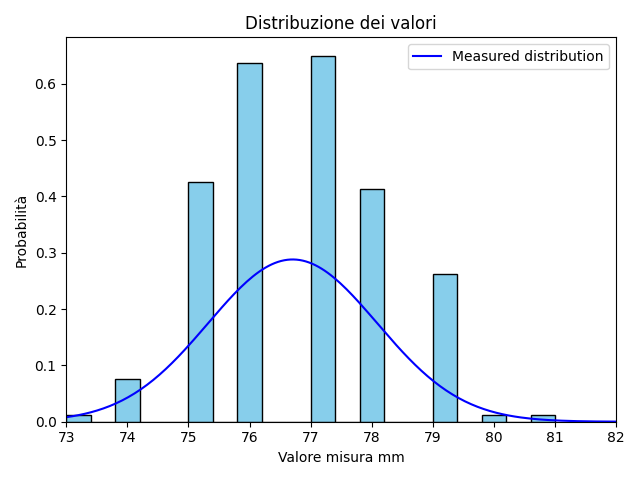 Distribuzione dei valori
Measured distribution
Probabilità
0.6
0.5
0.4
0.3
0.2
0.1
0.0
73 74 75 76 77 78 79 80 81 82
Valore misura mm